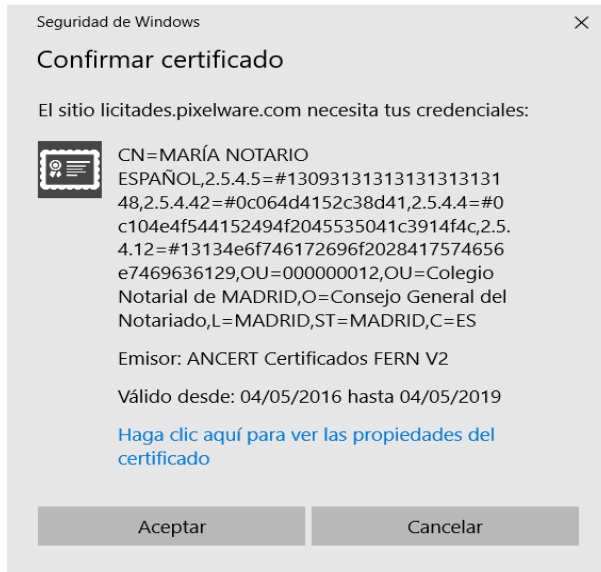 Seguridad de Windows
Confirmar certificado
El sitio licitades.pixelware.com necesita tus credenciales:
CN=MARÍA NOTARIO
ESPAÑOL,2.5.4.5=#13093131313131313131
48,2.5.4.42=#0c064d4152c38d41,2.5.4.4=#0
c104e4f544152494f2045535041c3914f4c,2.5.
4.12=#13134e6f746172696f2028417574656
e7469636129,OU=000000012,OU=Colegio
Notarial de MADRID,O=Consejo General del
Notariado,L=MADRID,ST=MADRID,C=ES
Emisor: ANCERT Certificados FERN V2
Válido desde: 04/05/2016 hasta 04/05/2019
Haga clic aquí para ver las propiedades del
certificado
Aceptar
Cancelar